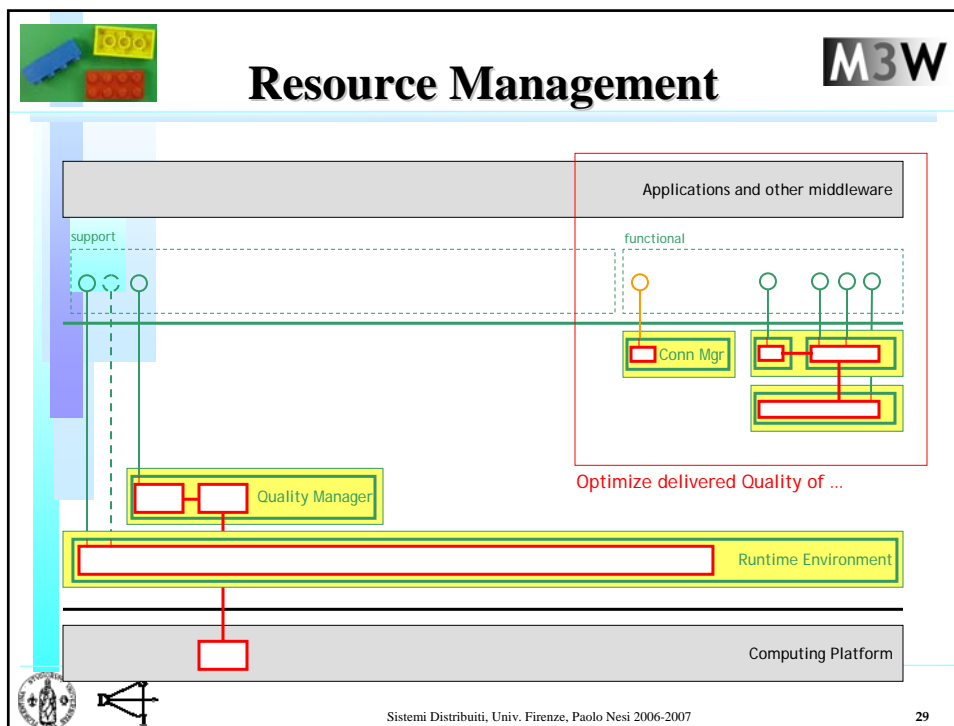 Resource Management
M3W
Applications and other middleware
support
functional
Conn Mgr
Optimize delivered Quality of ...
Quality Manager
Runtime Environment
Computing Platform
Sistemi Distribuiti, Univ. Firenze, Paolo Nesi 2006-2007
29